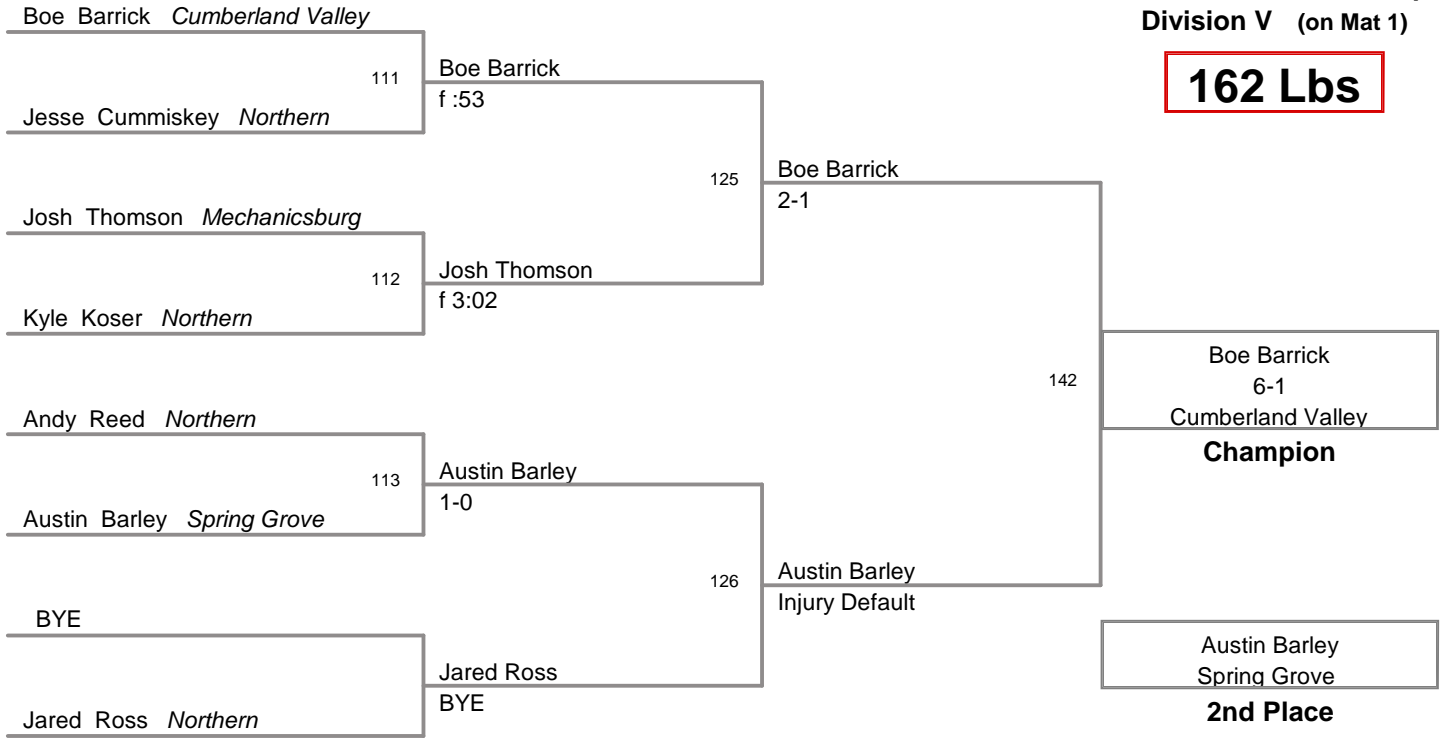 Boe Barrick Cumberland Valley
Division V (on Mat 1)
162 Lbs
111
Boe Barrick
f :53
Jesse Cummiskey Northern
125
Boe Barrick
2-1
Josh Thomson Mechanicsburg
112
Josh Thomson
f 3:02
Kyle Koser Northern
142
Boe Barrick
6-1
Cumberland Valley
Champion
Andy Reed Northern
113
Austin Barley
1-0
Austin Barley Spring Grove
126
Austin Barley
Injury Default
BYE
Jared Ross
BYE
Jared Ross Northern
Austin Barley
Spring Grove
2nd Place